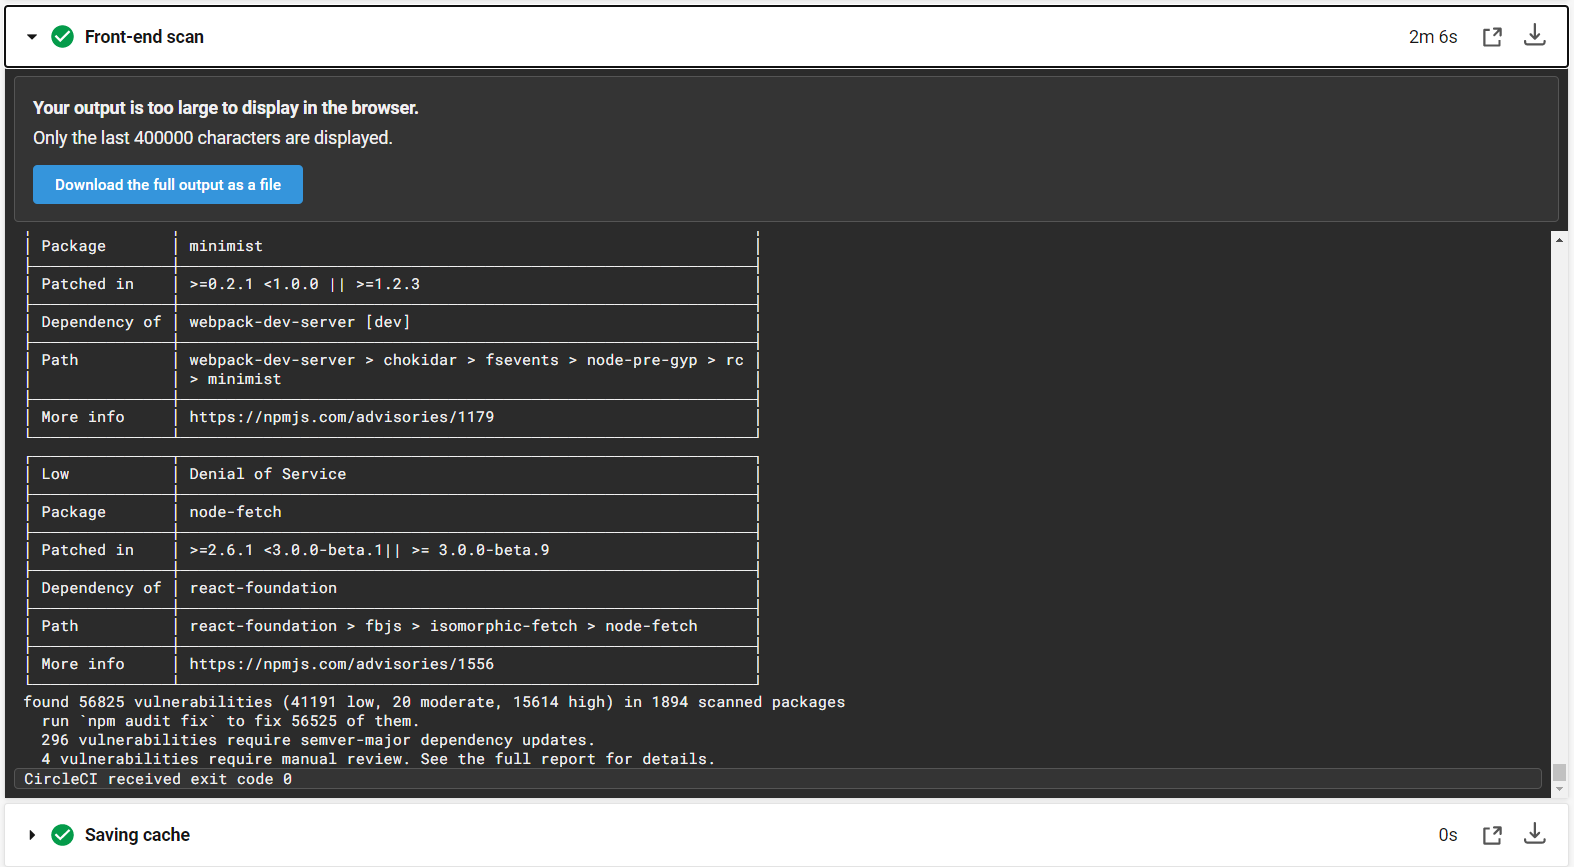 Front-end scan 2m 6s
Your output is too large to display in the browser.
Only the last 400000 characters are displayed.
Download the full output as a file
Package minimist
Patched in >=0.2.1 <1.0.0 || >=1.2.3
Dependency of webpack-dev-server [dev]
Path webpack-dev-server > chokidar > fsevents > node-pre-gyp > rc
> minimist
More info https://npmjs.com/advisories/1179
Low Denial of Service
Package node-fetch
Patched in >=2.6.1 <3.0.0-beta.1|| >= 3.0.0-beta.9
Dependency of react-foundation
Path react-foundation > fbjs > isomorphic-fetch > node-fetch
More info https://npmjs.com/advisories/1556
found 56825 vulnerabilities (41191 low, 20 moderate, 15614 high) in 1894 scanned packages
run `npm audit fix` to fix 56525 of them.
296 vulnerabilities require semver-major dependency updates.
4 vulnerabilities require manual review. See the full report for details.
CircleCI received exit code 0
Saving cache 0s